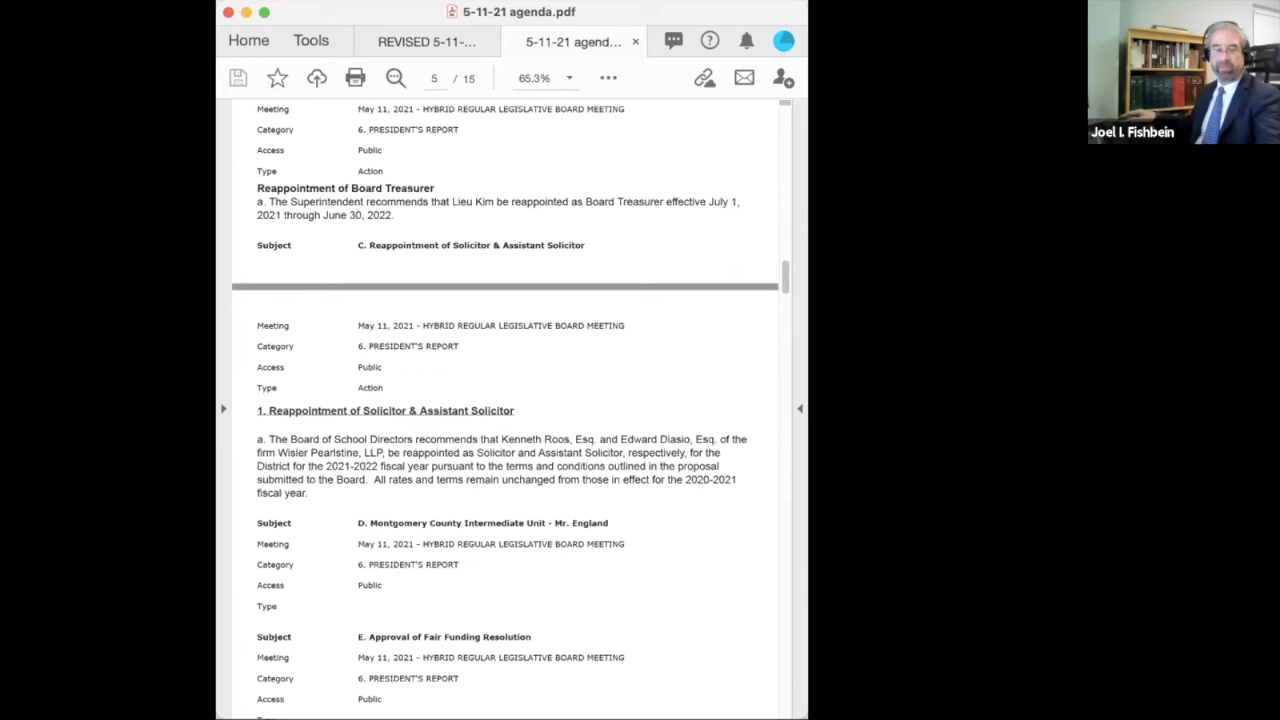 5-11-21 agenda.pdf
Home Tools REVISED 5-11-... 5-11-21 agend... ×
5 / 15 65.3%
Meeting May 11, 2021 - HYBRID REGULAR LEGISLATIVE BOARD MEETING
Category 6. PRESIDENT'S REPORT
Access Public
Type Action
Reappointment of Board Treasurer
a. The Superintendent recommends that Lieu Kim be reappointed as Board Treasurer effective July 1,
2021 through June 30, 2022.
Subject C. Reappointment of Solicitor & Assistant Solicitor
Meeting May 11, 2021 - HYBRID REGULAR LEGISLATIVE BOARD MEETING
Category 6. PRESIDENT'S REPORT
Access Public
Type Action
1. Reappointment of Solicitor & Assistant Solicitor
a. The Board of School Directors recommends that Kenneth Roos, Esq. and Edward Diasio, Esq. of the
firm Wisler Pearlstine, LLP, be reappointed as Solicitor and Assistant Solicitor, respectively, for the
District for the 2021-2022 fiscal year pursuant to the terms and conditions outlined in the proposal
submitted to the Board. All rates and terms remain unchanged from those in effect for the 2020-2021
fiscal year.
Subject D. Montgomery County Intermediate Unit - Mr. England
Meeting May 11, 2021 - HYBRID REGULAR LEGISLATIVE BOARD MEETING
Category 6. PRESIDENT'S REPORT
Access Public
Type
Subject E. Approval of Fair Funding Resolution
Meeting May 11, 2021 - HYBRID REGULAR LEGISLATIVE BOARD MEETING
Category 6. PRESIDENT'S REPORT
Access Public
Joel I. Fishbein